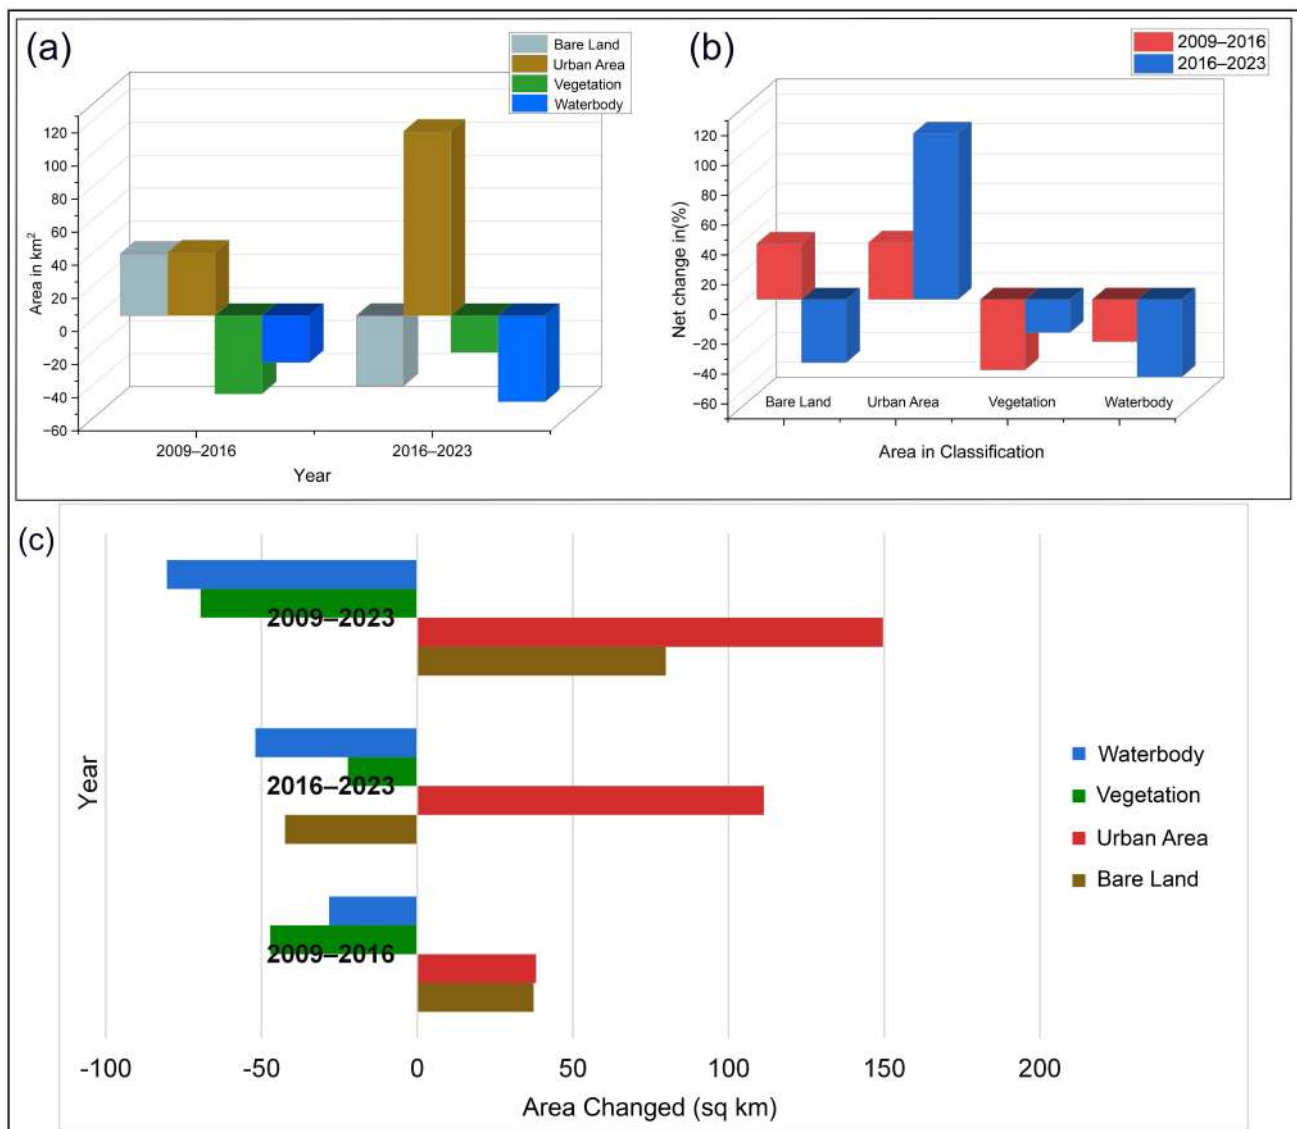 (a)
Bare Land
Urban Area
Vegetation
Waterbody
Area in km²
120
100
80
60
40
20
0
−20
−40
−60
2009–2016
2016–2023
Year
(b)
2009–2016
2016–2023
Net change in(%)
120
100
80
60
40
20
0
−20
−40
−60
Bare Land
Urban Area
Vegetation
Waterbody
Area in Classification
(c)
Year
2009–2023
2016–2023
2009–2016
Waterbody
Vegetation
Urban Area
Bare Land
-100
-50
0
50
100
150
200
Area Changed (sq km)